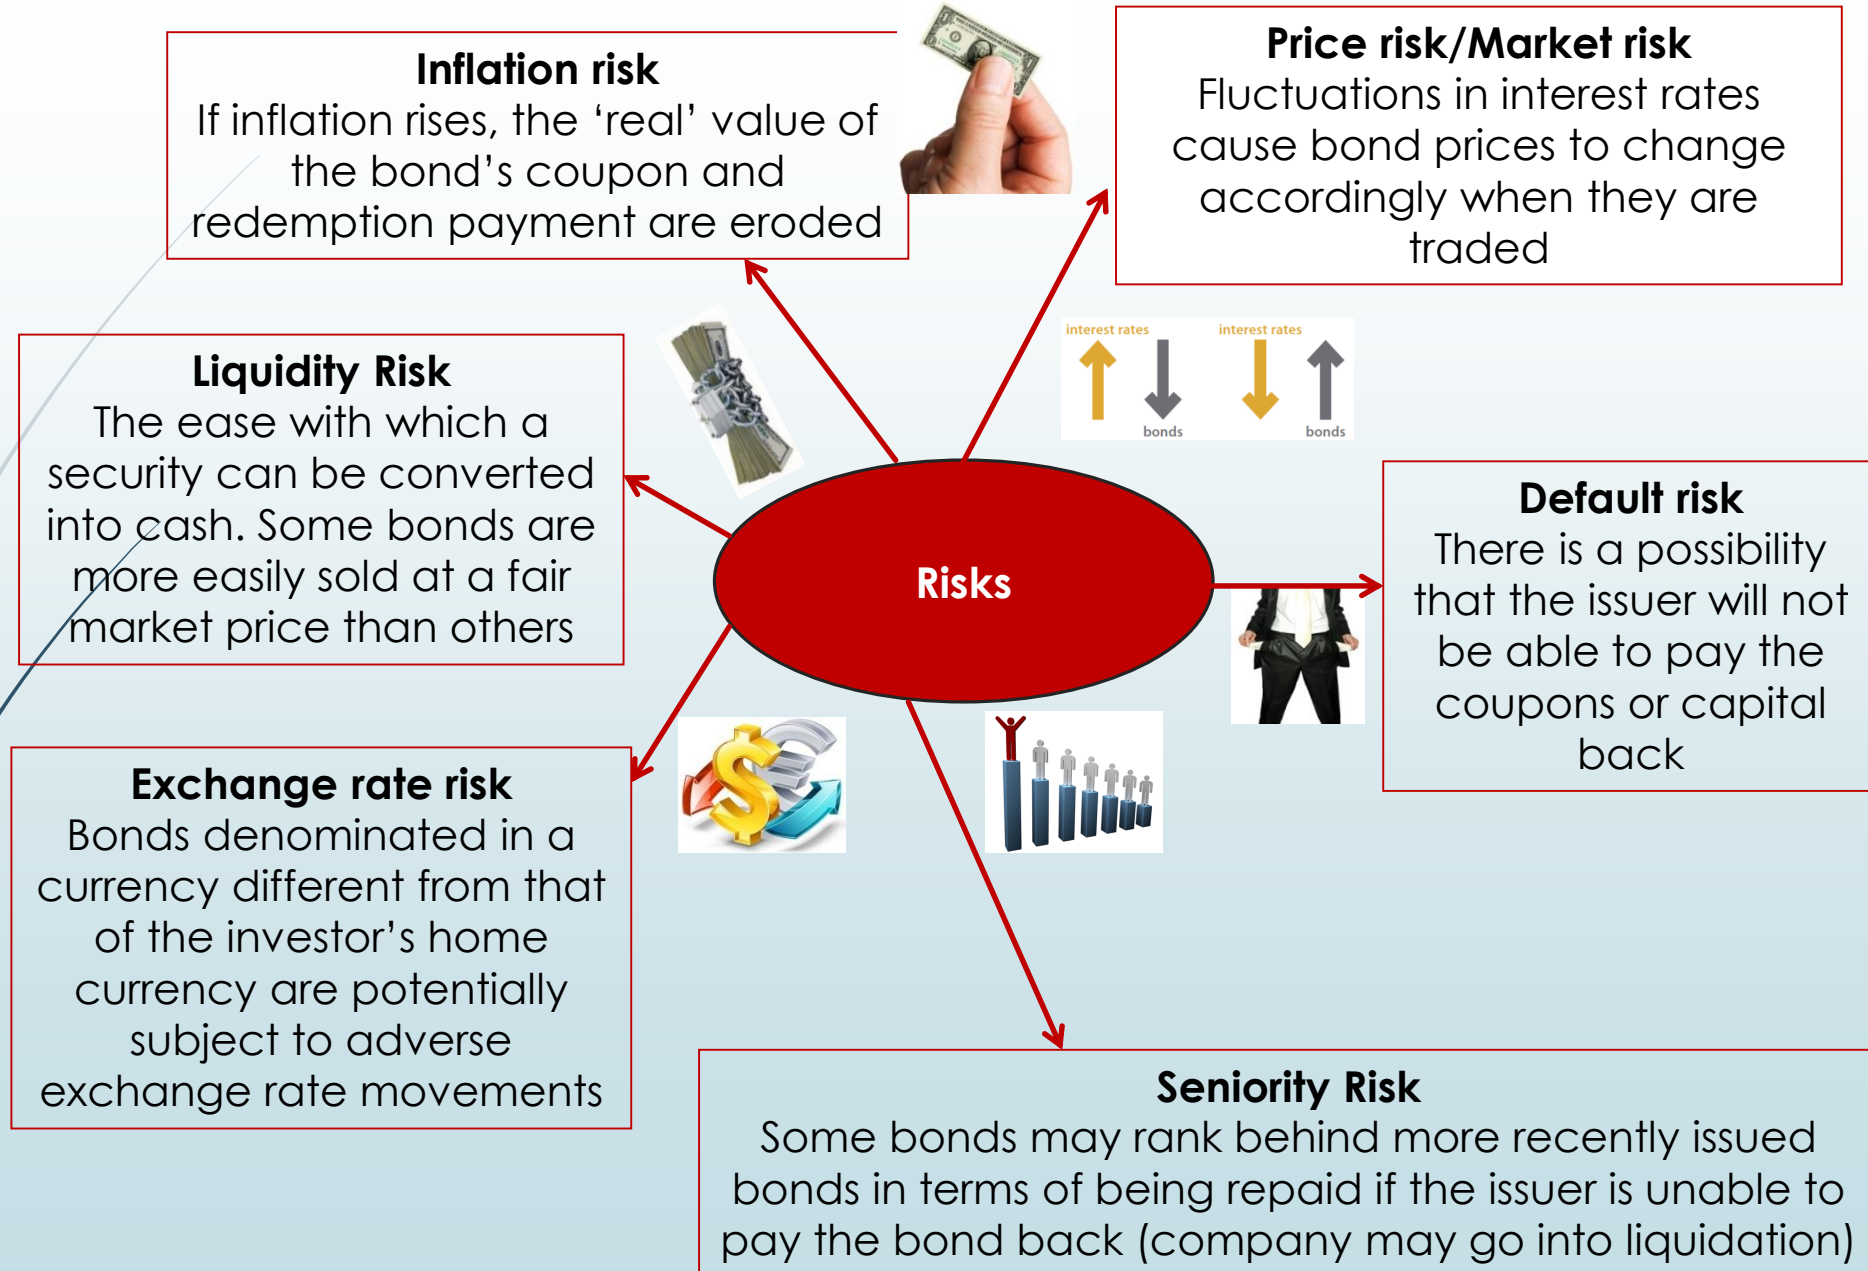 Inflation risk
If inflation rises, the ‘real’ value of
the bond’s coupon and
redemption payment are eroded
Price risk/Market risk
Fluctuations in interest rates
cause bond prices to change
accordingly when they are
traded
interest rates
interest rates
bonds
bonds
Liquidity Risk
The ease with which a
security can be converted
into cash. Some bonds are
more easily sold at a fair
market price than others
Risks
Default risk
There is a possibility
that the issuer will not
be able to pay the
coupons or capital
back
Exchange rate risk
Bonds denominated in a
currency different from that
of the investor’s home
currency are potentially
subject to adverse
exchange rate movements
Seniority Risk
Some bonds may rank behind more recently issued
bonds in terms of being repaid if the issuer is unable to
pay the bond back (company may go into liquidation)